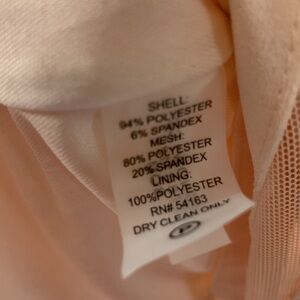 SHELL:
94% POLYESTER
6% SPANDEX
MESH:
80% POLYESTER
20% SPANDEX
LINING:
100%POLYESTER
RN# 54163
DRY CLEAN ONLY
P